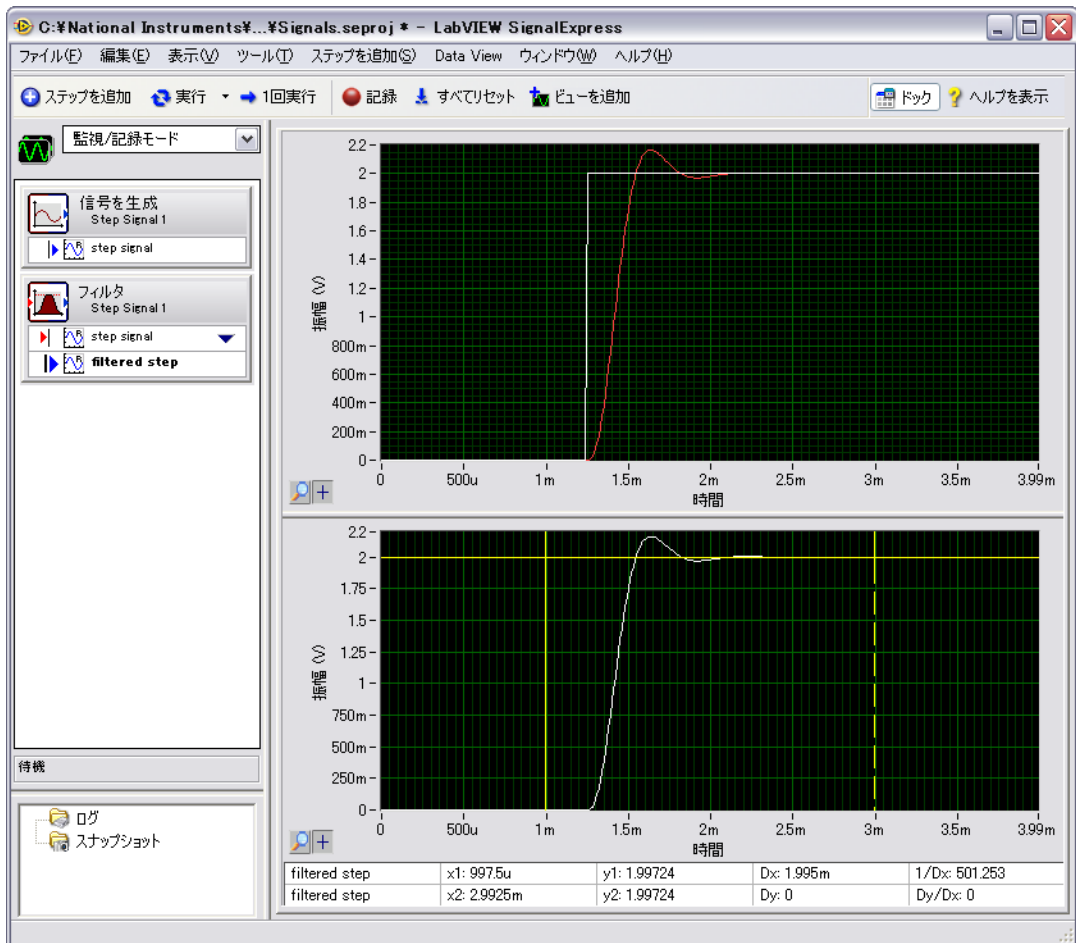 C:¥National Instruments¥...¥Signals.seproj * - LabVIEW SignalExpress
ファイル(F) 編集(E) 表示(V) ツール(T) ステップを追加(S) Data View ウィンドウ(W) ヘルプ(H)
ステップを追加 実行 1回実行 記録 すべてリセット ビューを追加 ドック ヘルプを表示
監視/記録モード
信号を生成
Step Signal 1
step signal
フィルタ
Step Signal 1
step signal
filtered step
待機
ログ
スナップショット
2.2
2
1.8
1.6
1.4
1.2
1
800m
600m
400m
200m
0
振幅 (V)
0 500u 1m 1.5m 2m 2.5m 3m 3.5m 3.99m
時間
2.2
2
1.75
1.5
1.25
1
750m
500m
250m
0
振幅 (V)
0 500u 1m 1.5m 2m 2.5m 3m 3.5m 3.99m
時間
filtered step x1: 997.5u y1: 1.99724 Dx: 1.995m 1/Dx: 501.253
filtered step x2: 2.9925m y2: 1.99724 Dy: 0 Dy/Dx: 0